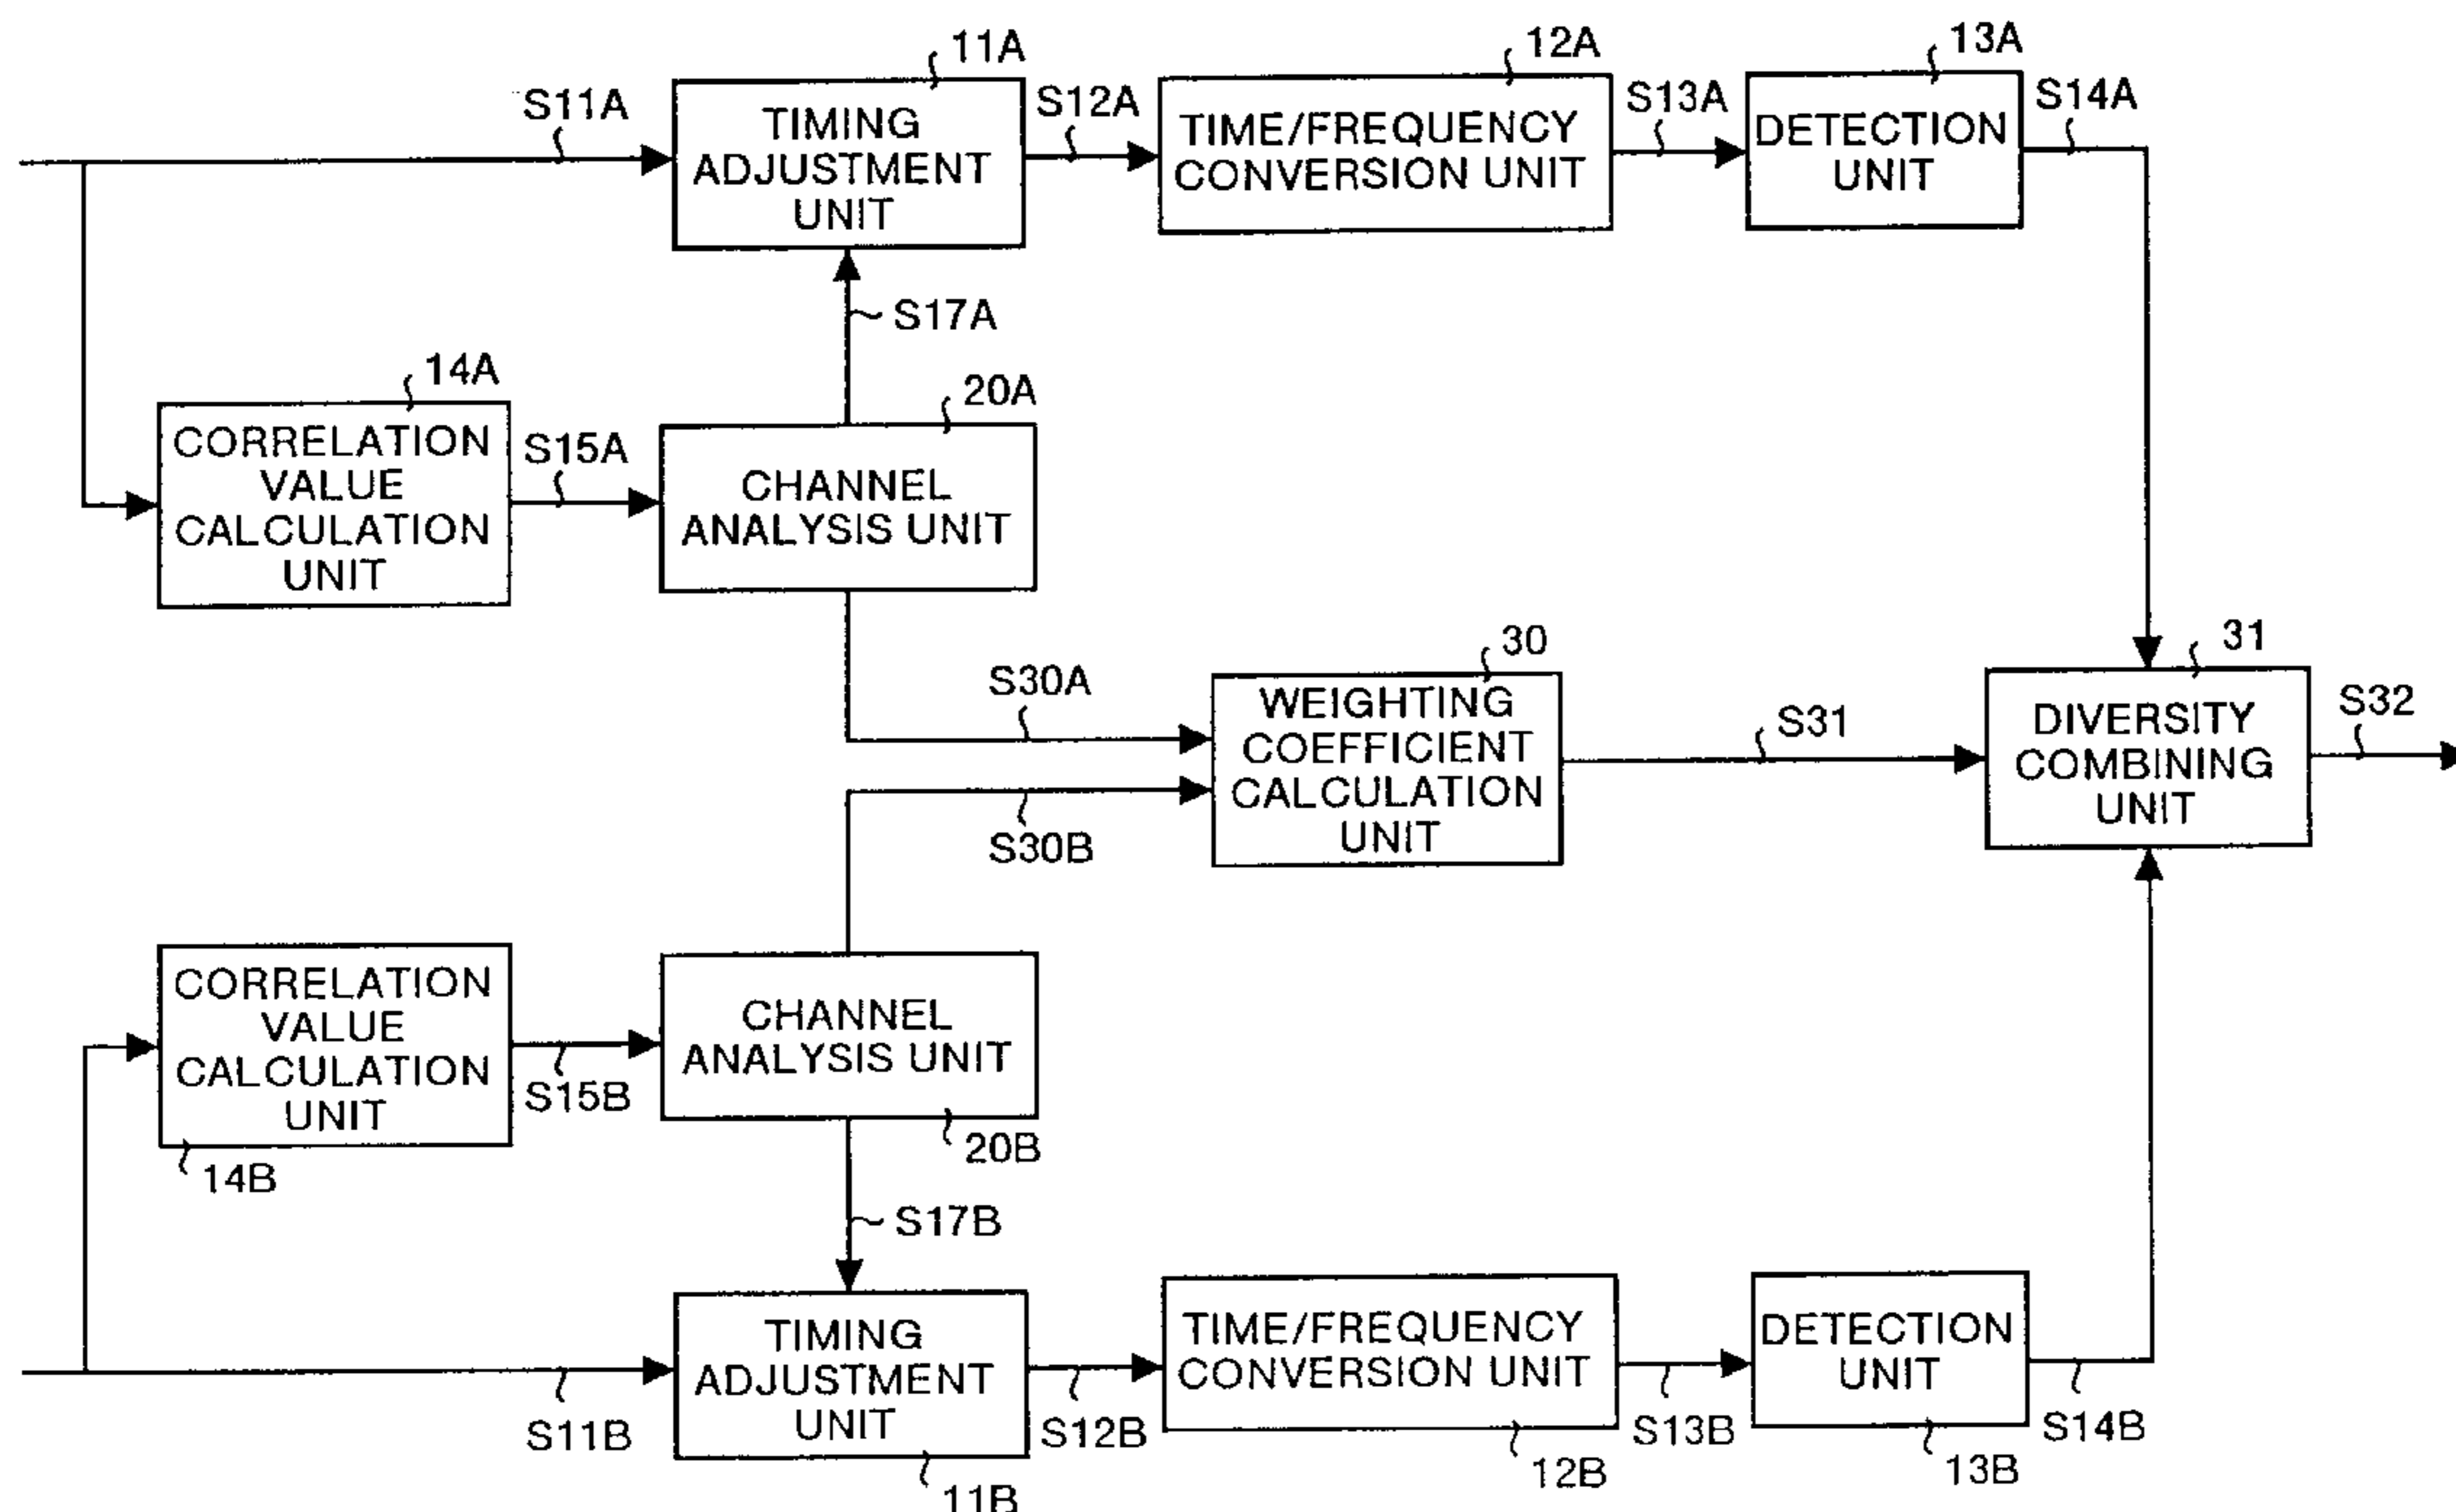 11A
12A
13A
S11A
TIMING
ADJUSTMENT
UNIT
S12A
TIME/FREQUENCY
CONVERSION UNIT
S13A
DETECTION
UNIT
S14A
S17A
14A
CORRELATION
VALUE
CALCULATION
UNIT
S15A
20A
CHANNEL
ANALYSIS UNIT
S30A
30
WEIGHTING
COEFFICIENT
CALCULATION
UNIT
S30B
S31
31
DIVERSITY
COMBINING
UNIT
S32
CORRELATION
VALUE
CALCULATION
UNIT
14B
S15B
CHANNEL
ANALYSIS UNIT
20B
S17B
S11B
TIMING
ADJUSTMENT
UNIT
11B
S12B
TIME/FREQUENCY
CONVERSION UNIT
12B
S13B
DETECTION
UNIT
13B
S14B